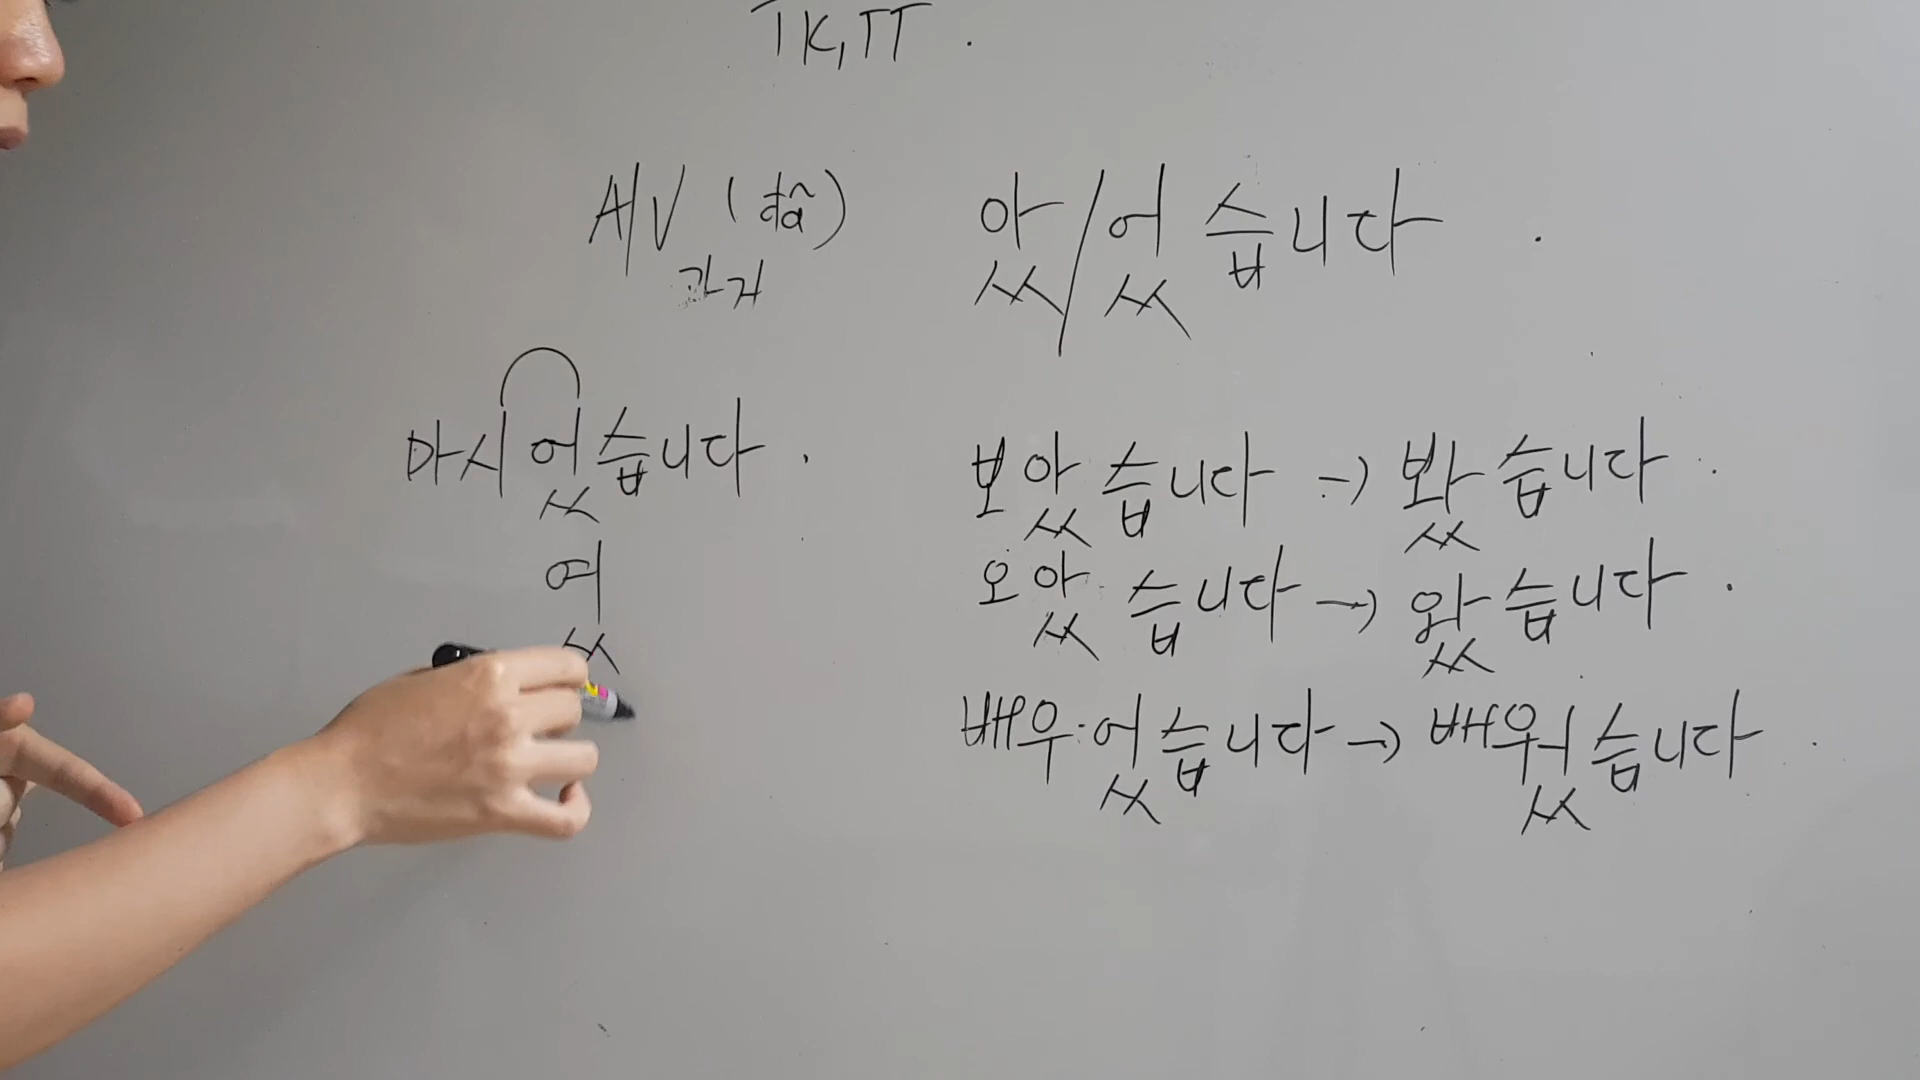 TK, TT .
A/V (đã) 았/었 습니다 .
과거
마시었습니다 .
였
보았습니다 → 봤습니다 .
오았습니다 → 왔습니다 .
배우었습니다 → 배웠습니다 .